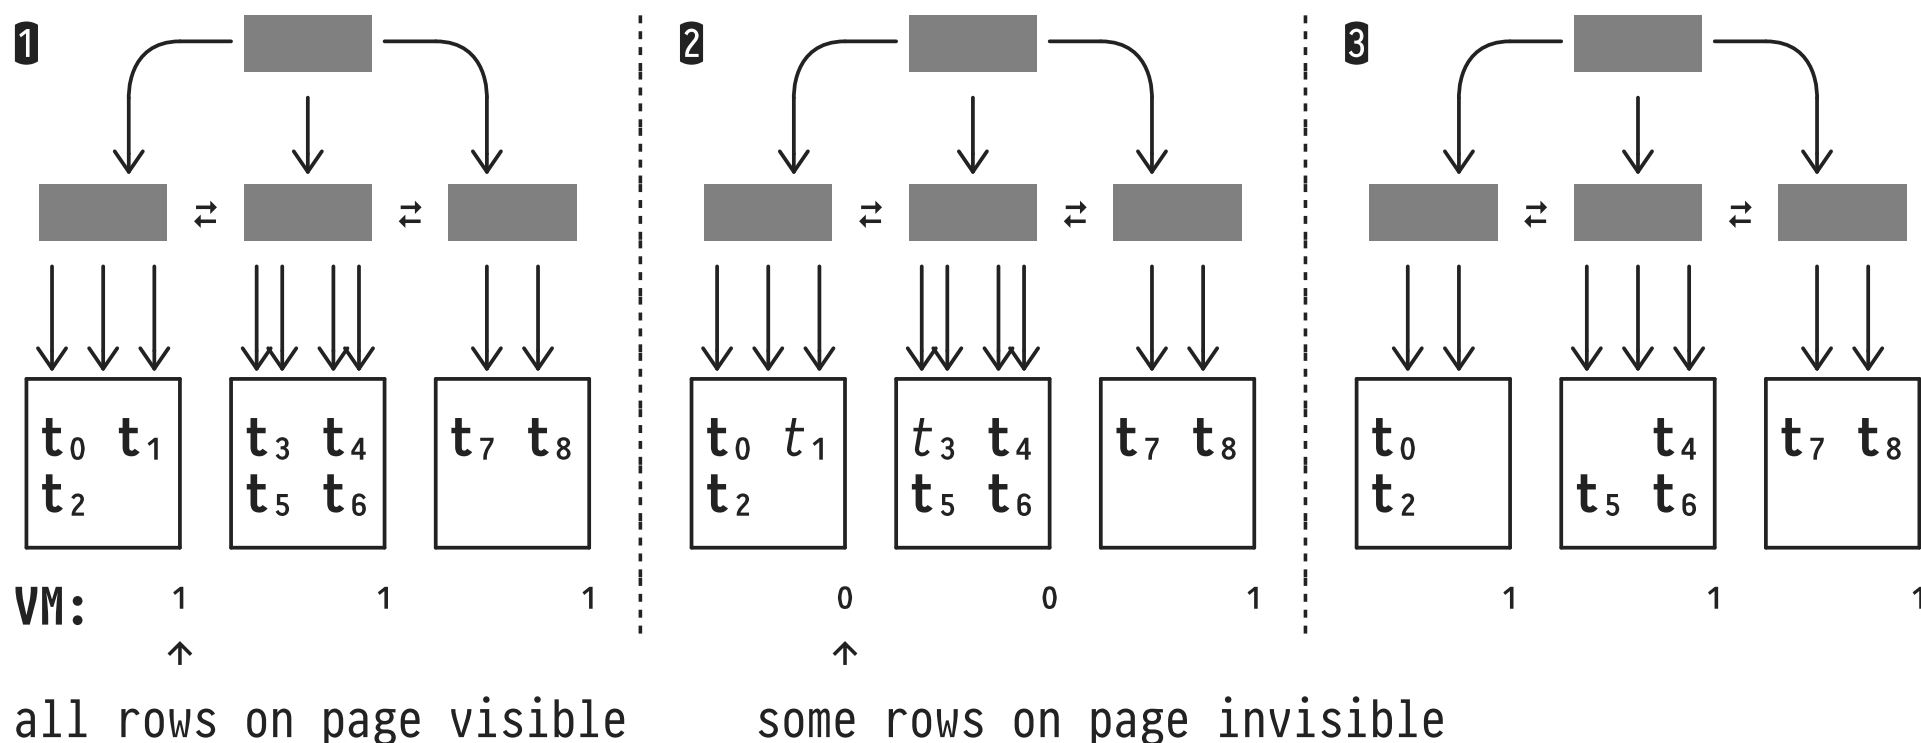 1 2 3
t0 t1 t3 t4 t7 t8 t0 t1 t3 t4 t7 t8 t0 t4 t7 t8
t2 t5 t6 t2 t5 t6 t2 t5 t6
VM: 1 1 1 0 0 1 1 1 1
all rows on page visible some rows on page invisible